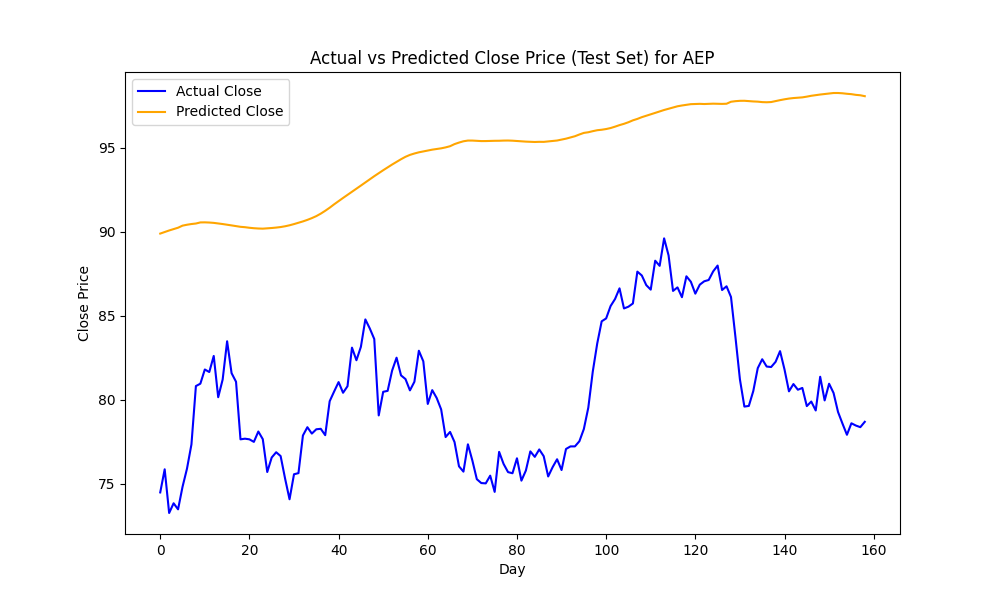 Actual vs Predicted Close Price (Test Set) for AEP
Actual Close
Predicted Close
95
90
85
80
75
Close Price
0 20 40 60 80 100 120 140 160
Day